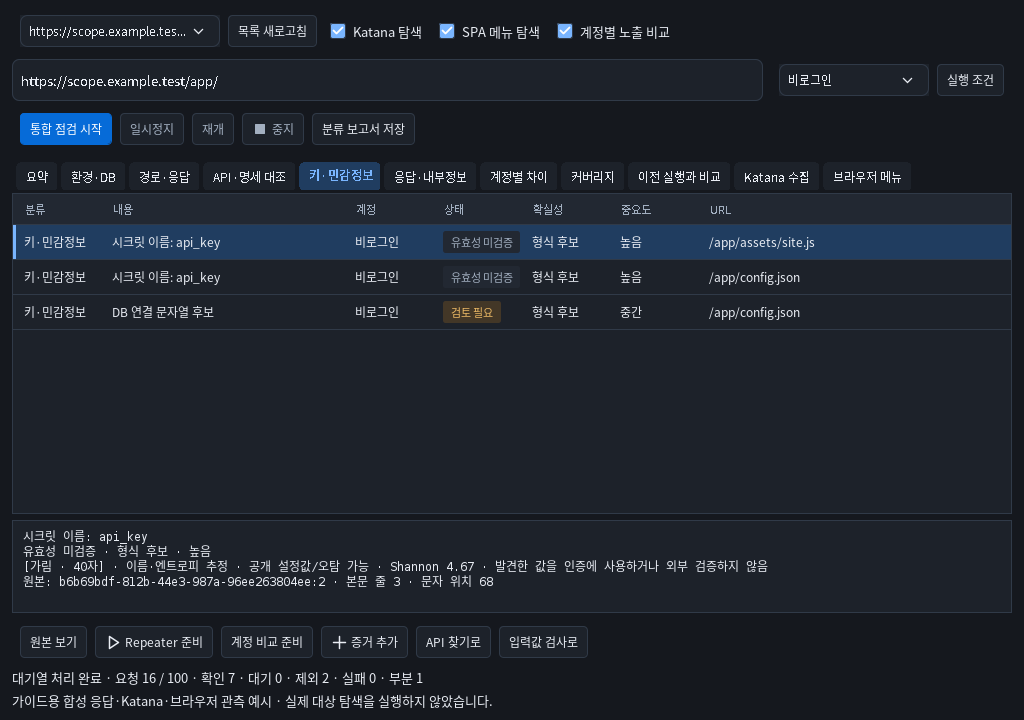 https://scope.example.tes... 목록 새로고침 Katana 탐색 SPA 메뉴 탐색 계정별 노출 비교
https://scope.example.test/app/ 비로그인 실행 조건
통합 점검 시작 일시정지 재개 중지 분류 보고서 저장
요약 환경·DB 경로·응답 API·명세 대조 키·민감정보 응답·내부정보 계정별 차이 커버리지 이전 실행과 비교 Katana 수집 브라우저 메뉴
분류 내용 계정 상태 확실성 중요도 URL
키·민감정보 시크릿 이름: api_key 비로그인 유효성 미검증 형식 후보 높음 /app/assets/site.js
키·민감정보 시크릿 이름: api_key 비로그인 유효성 미검증 형식 후보 높음 /app/config.json
키·민감정보 DB 연결 문자열 후보 비로그인 검토 필요 형식 후보 중간 /app/config.json
시크릿 이름: api_key
유효성 미검증 · 형식 후보 · 높음
[가림 · 40자] · 이름·엔트로피 추정 · 공개 설정값/오탐 가능 · Shannon 4.67 · 발견한 값을 인증에 사용하거나 외부 검증하지 않음
원본: b6b69bdf-812b-44e3-987a-96ee263804ee:2 · 본문 줄 3 · 문자 위치 68
원본 보기 Repeater 준비 계정 비교 준비 증거 추가 API 찾기로 입력값 검사로
대기열 처리 완료 · 요청 16 / 100 · 확인 7 · 대기 0 · 제외 2 · 실패 0 · 부분 1
가이드용 합성 응답·Katana·브라우저 관측 예시 · 실제 대상 탐색을 실행하지 않았습니다.